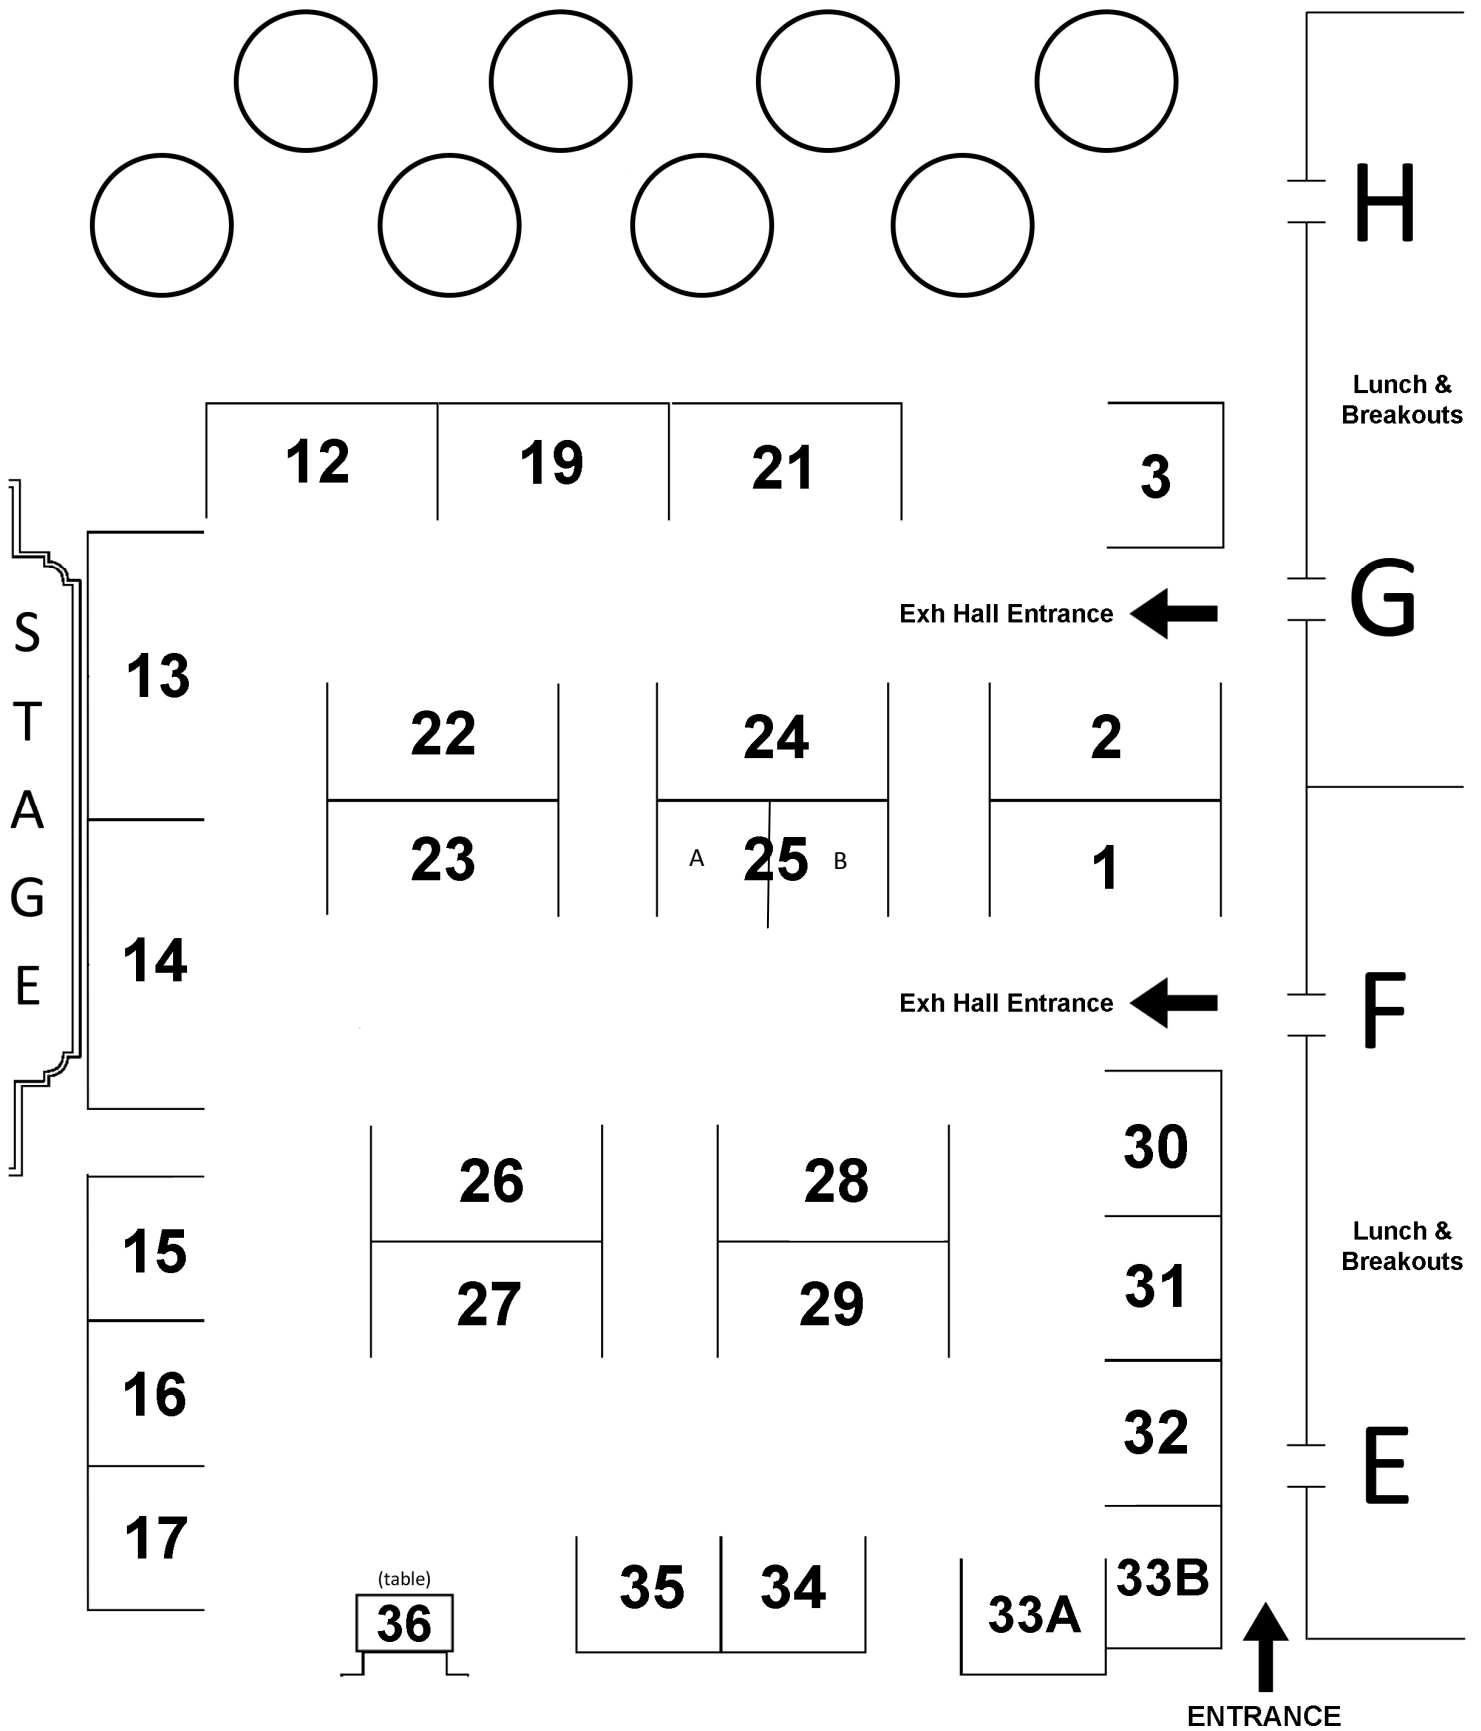 H
Lunch &
Breakouts
12
19
21
3
G
Exh Hall Entrance
S
T
A
G
E
13
22
24
2
23
A
25
B
1
14
F
Exh Hall Entrance
30
26
28
15
31
Lunch &
Breakouts
27
29
16
32
E
17
(table)
36
35
34
33A
33B
ENTRANCE